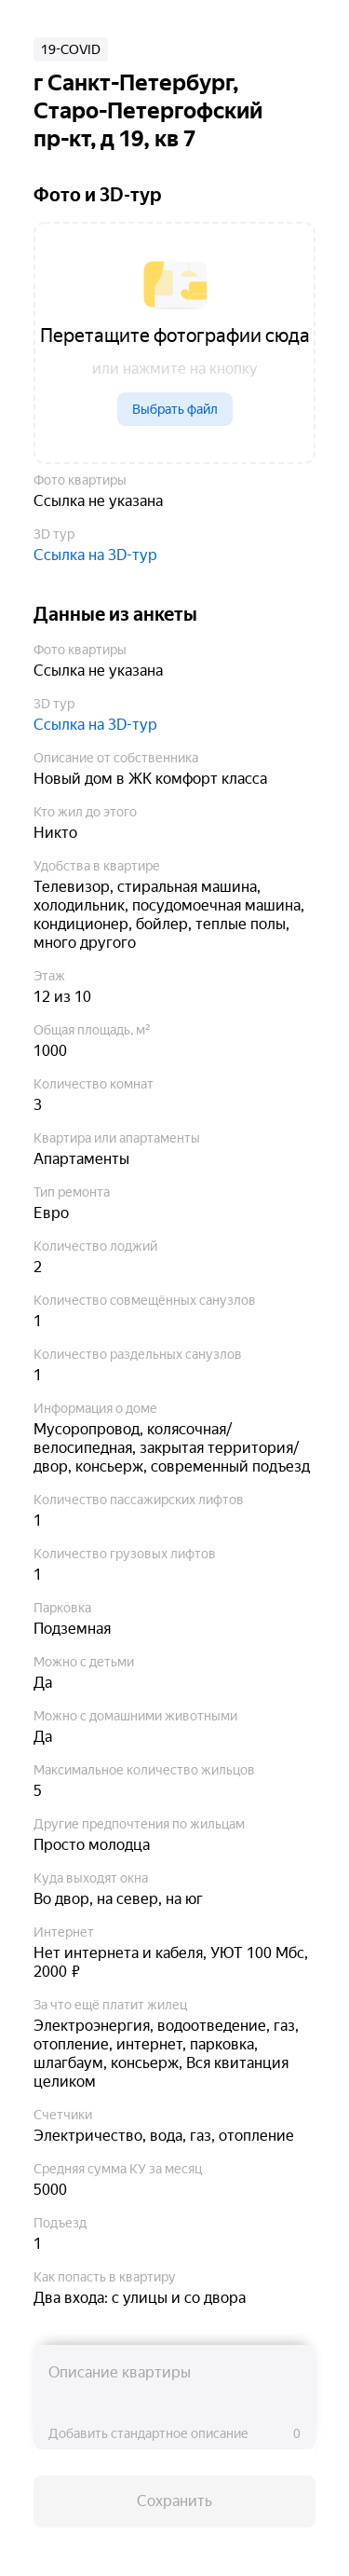 19-COVID
г Санкт-Петербург,
Старо-Петергофский
пр-кт, д 19, кв 7
Фото и 3D-тур
Перетащите фотографии сюда
или нажмите на кнопку
Выбрать файл
Фото квартиры
Ссылка не указана
3D тур
Ссылка на 3D-тур
Данные из анкеты
Фото квартиры
Ссылка не указана
3D тур
Ссылка на 3D-тур
Описание от собственника
Новый дом в ЖК комфорт класса
Кто жил до этого
Никто
Удобства в квартире
Телевизор, стиральная машина,
холодильник, посудомоечная машина,
кондиционер, бойлер, теплые полы,
много другого
Этаж
12 из 10
Общая площадь, м²
1000
Количество комнат
3
Квартира или апартаменты
Апартаменты
Тип ремонта
Евро
Количество лоджий
2
Количество совмещённых санузлов
1
Количество раздельных санузлов
1
Информация о доме
Мусоропровод, колясочная/
велосипедная, закрытая территория/
двор, консьерж, современный подъезд
Количество пассажирских лифтов
1
Количество грузовых лифтов
1
Парковка
Подземная
Можно с детьми
Да
Можно с домашними животными
Да
Максимальное количество жильцов
5
Другие предпочтения по жильцам
Просто молодца
Куда выходят окна
Во двор, на север, на юг
Интернет
Нет интернета и кабеля, УЮТ 100 Мбс,
2000 ₽
За что ещё платит жилец
Электроэнергия, водоотведение, газ,
отопление, интернет, парковка,
шлагбаум, консьерж, Вся квитанция
целиком
Счетчики
Электричество, вода, газ, отопление
Средняя сумма КУ за месяц
5000
Подъезд
1
Как попасть в квартиру
Два входа: с улицы и со двора
Описание квартиры
Добавить стандартное описание 0
Сохранить